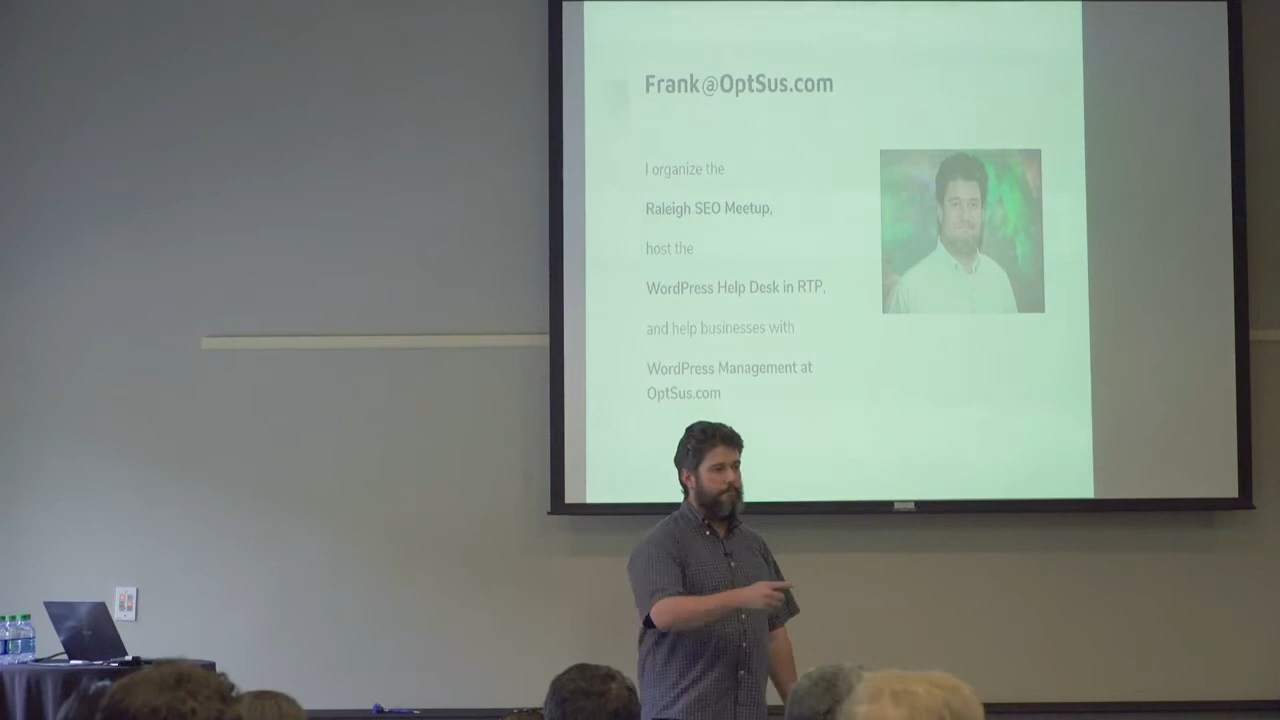 Frank@OptSus.com
I organize the
Raleigh SEO Meetup,
host the
WordPress Help Desk in RTP,
and help businesses with
WordPress Management at
OptSus.com